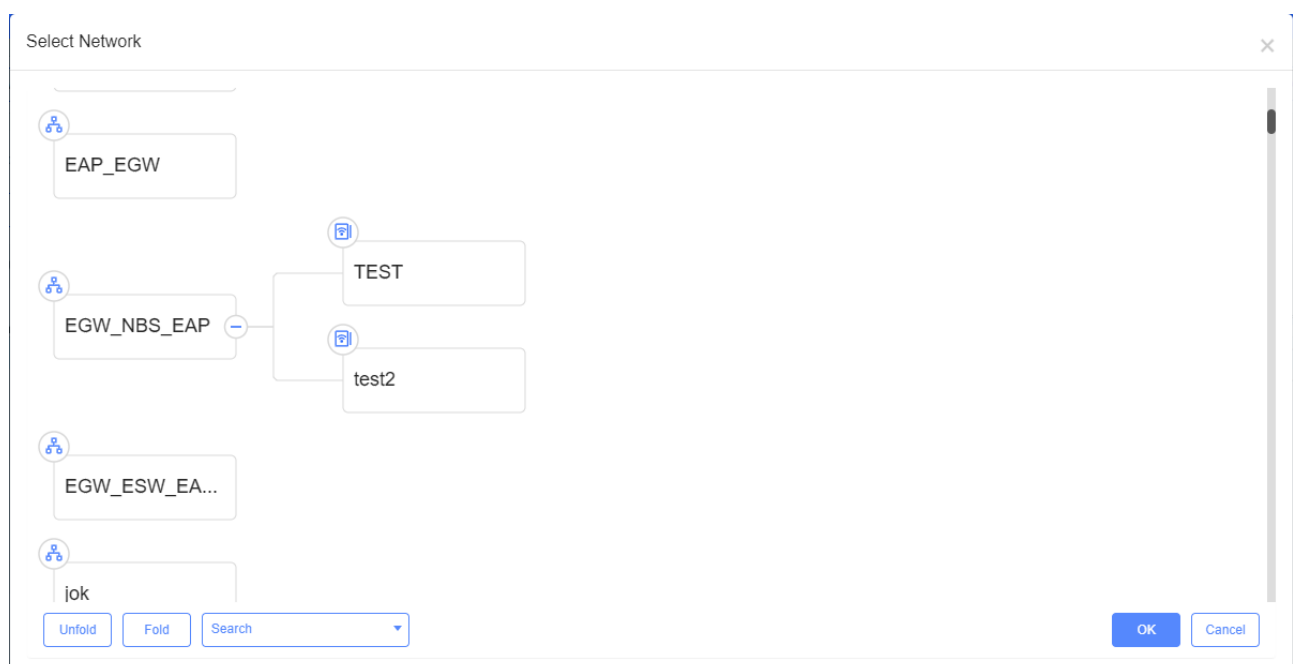 Select Network
EAP_EGW
TEST
EGW_NBS_EAP
test2
EGW_ESW_EA...
jok
Unfold
Fold
Search
OK
Cancel